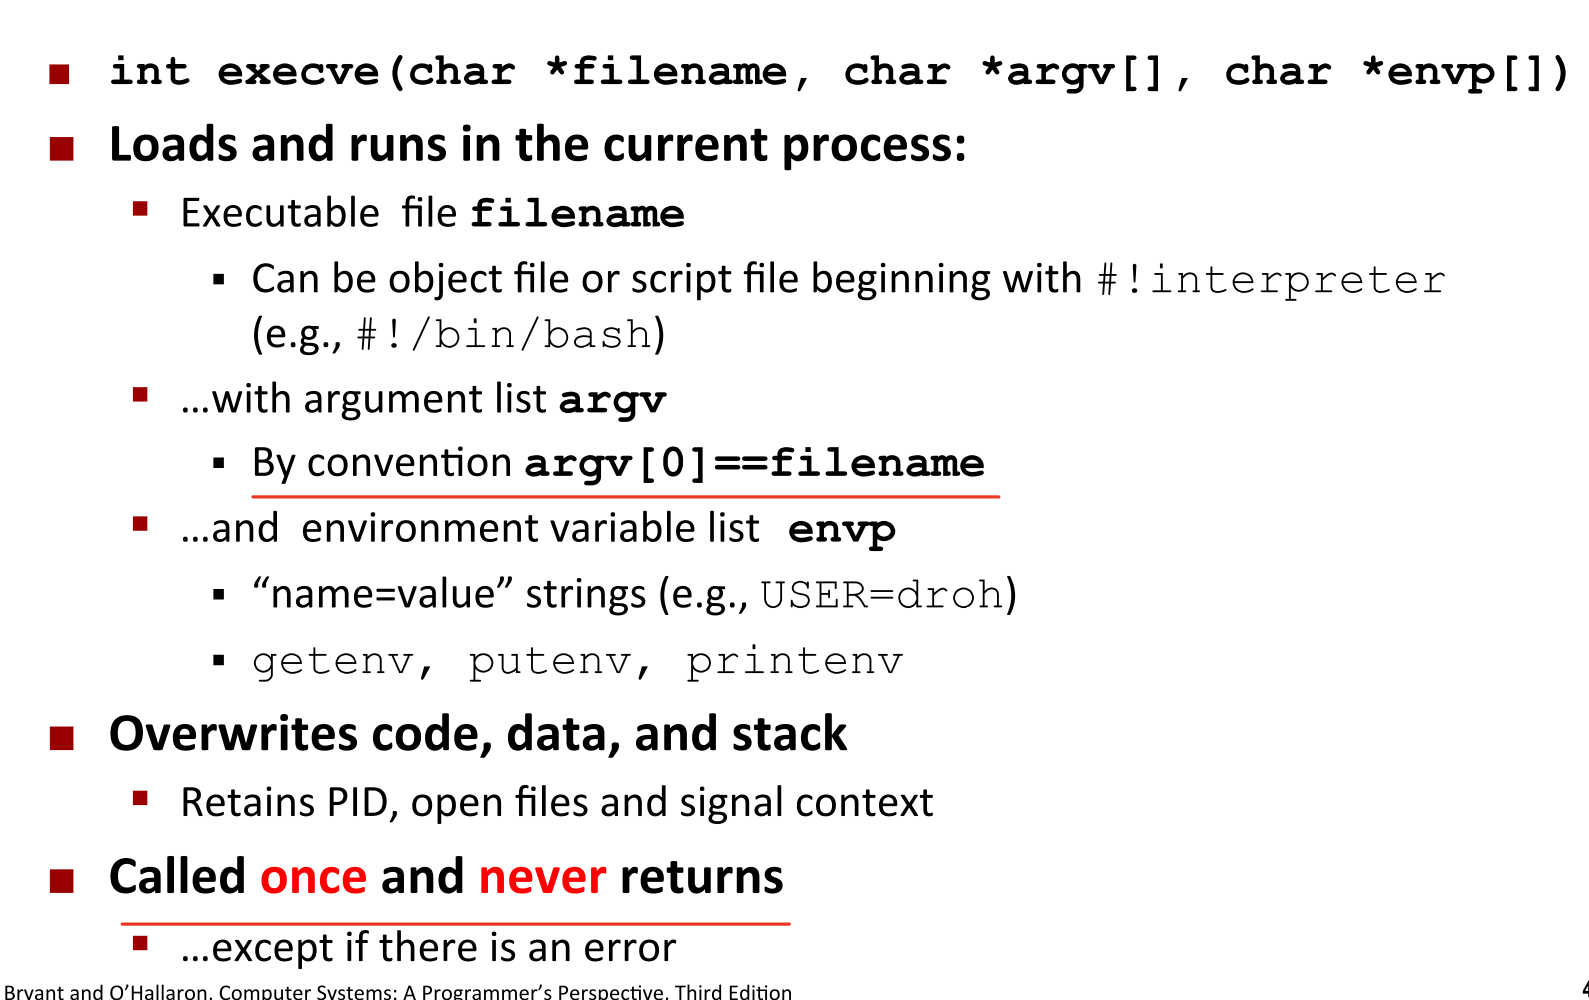 int execve(char *filename, char *argv[], char *envp[])
Loads and runs in the current process:
Executable file filename
Can be object file or script file beginning with #!interpreter
(e.g., #!/bin/bash)
…with argument list argv
By convention argv[0]==filename
…and environment variable list envp
“name=value” strings (e.g., USER=droh)
getenv, putenv, printenv
Overwrites code, data, and stack
Retains PID, open files and signal context
Called once and never returns
…except if there is an error
Bryant and O’Hallaron, Computer Systems: A Programmer’s Perspective, Third Edition